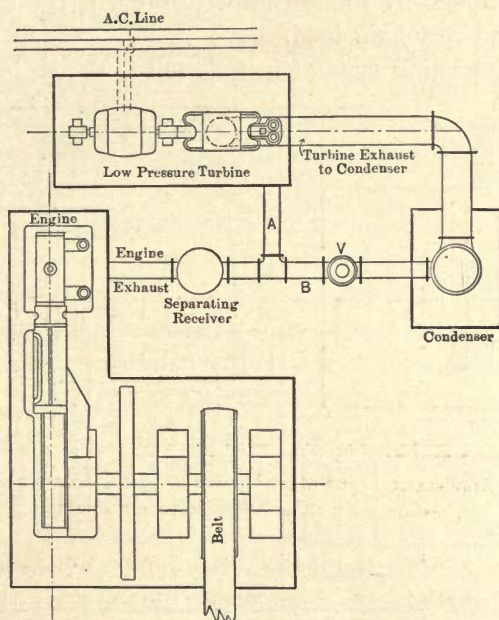 A.C. Line
Low Pressure Turbine
Turbine Exhaust
to Condenser
Engine
A
V
Engine
Exhaust
B
Separating
Receiver
Condenser
Belt